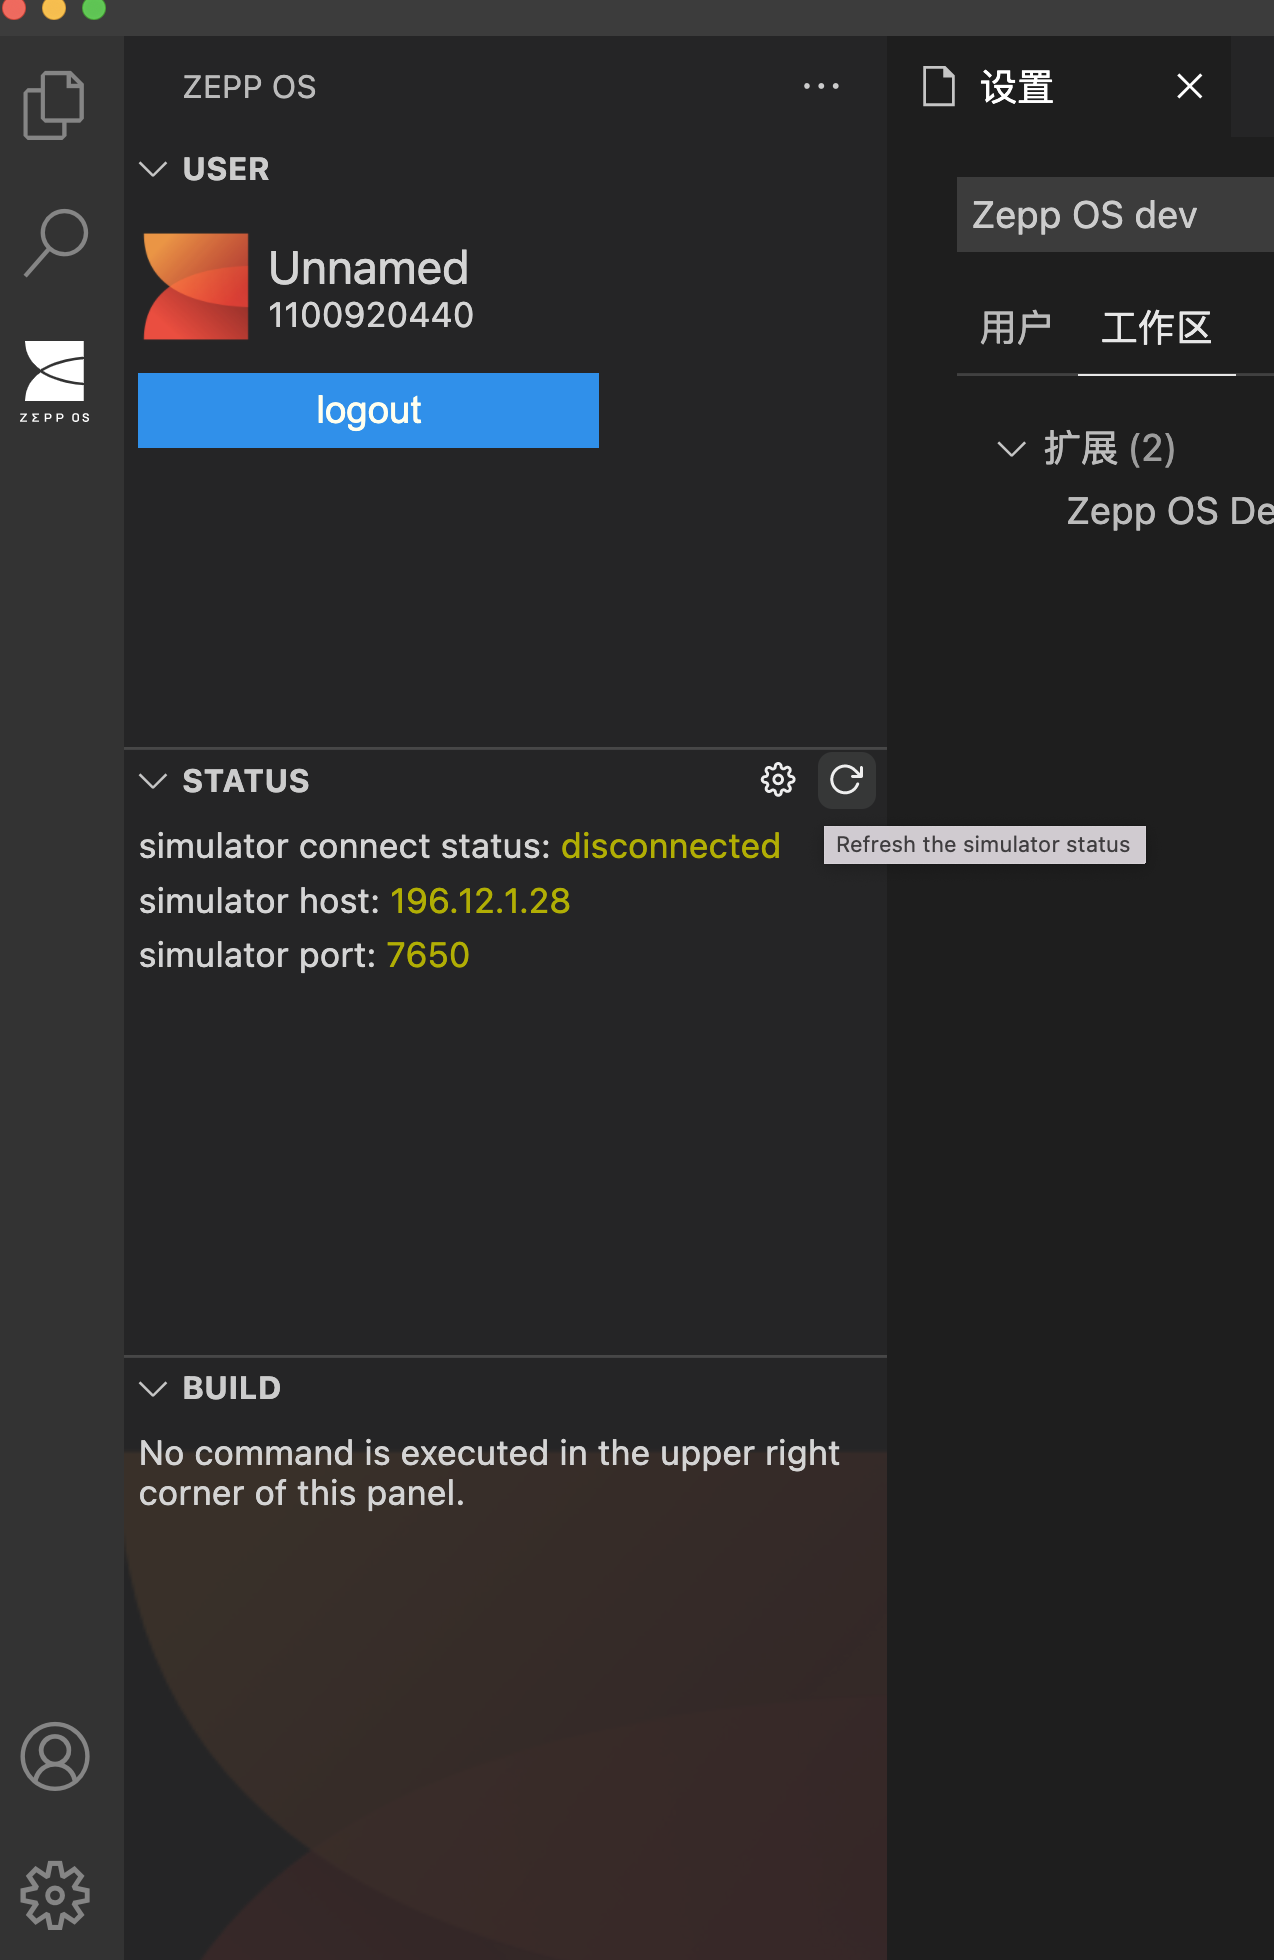 ZEPP OS
USER
Unnamed
1100920440
logout
ZΣPP OS
STATUS
simulator connect status: disconnected
simulator host: 196.12.1.28
simulator port: 7650
Refresh the simulator status
BUILD
No command is executed in the upper right
corner of this panel.
设置
Zepp OS dev
用户 工作区
扩展 (2)
Zepp OS De